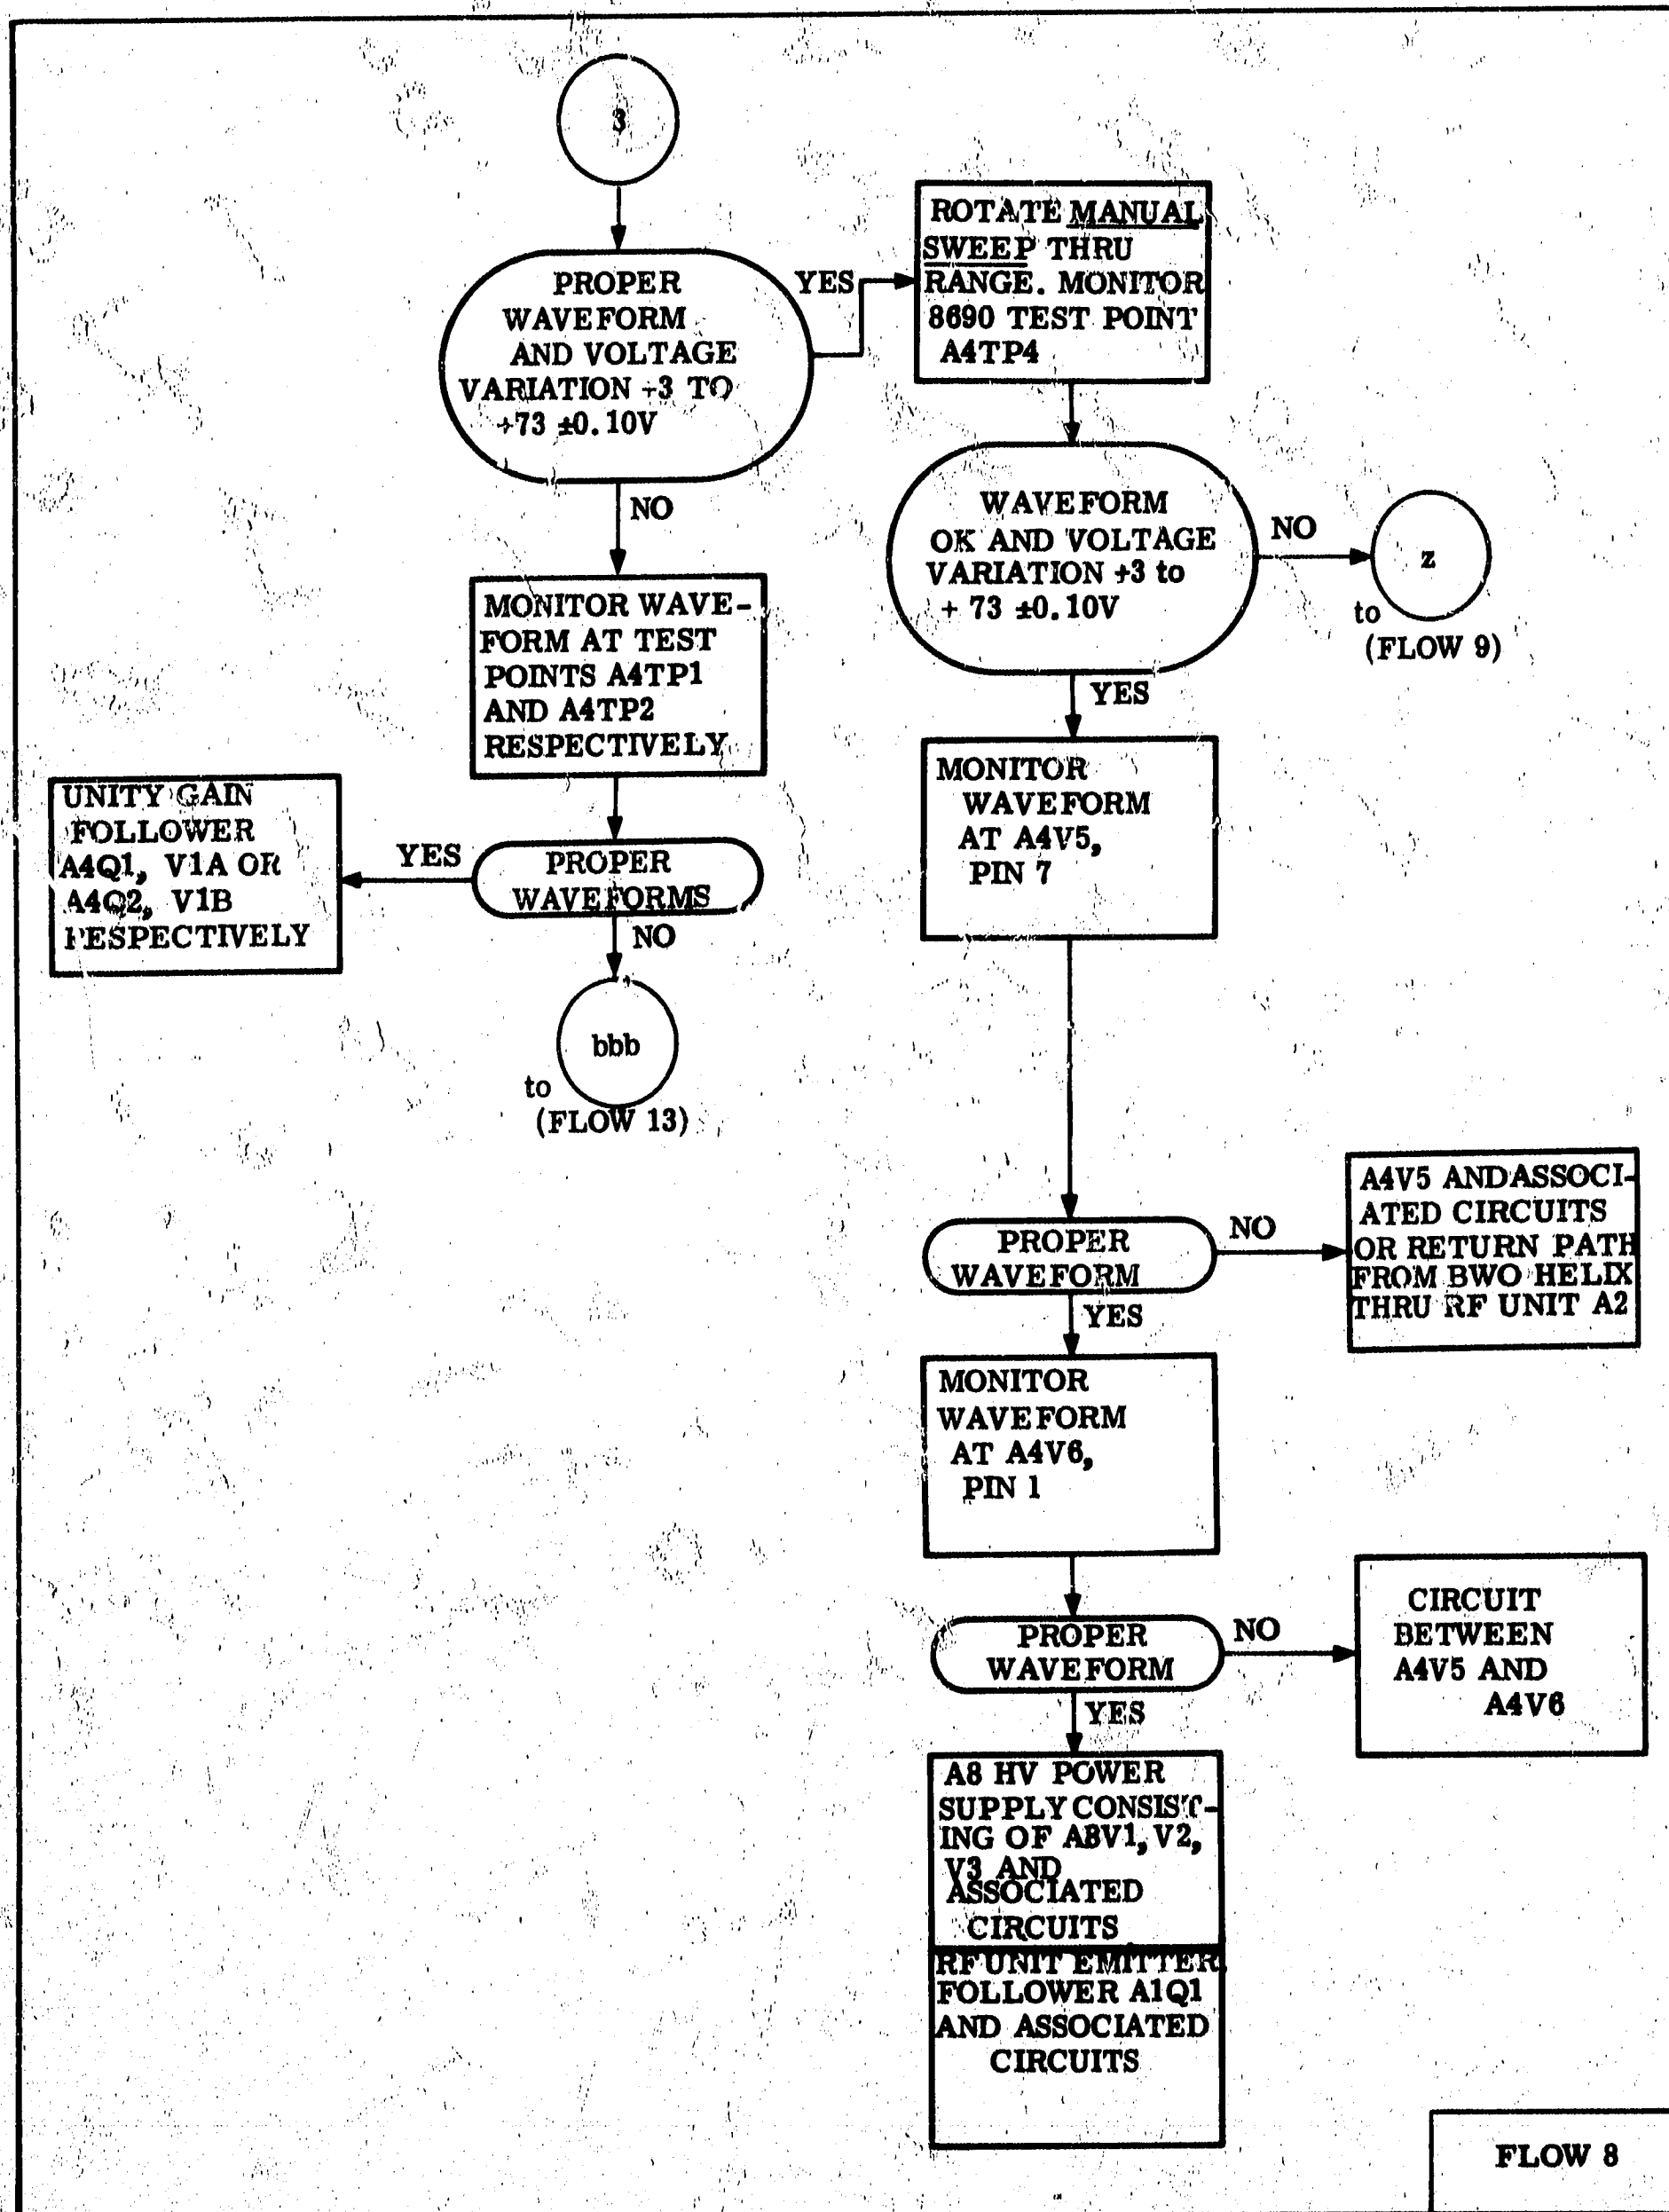 3
PROPER
WAVEFORM
AND VOLTAGE
VARIATION +3 TO
+73 ±0.10V
YES
ROTATE MANUAL
SWEEP THRU
RANGE. MONITOR
8690 TEST POINT
A4TP4
NO
WAVEFORM
OK AND VOLTAGE
VARIATION +3 to
+ 73 ±0.10V
NO
z
to
(FLOW 9)
YES
MONITOR WAVE-
FORM AT TEST
POINTS A4TP1
AND A4TP2
RESPECTIVELY
MONITOR
WAVEFORM
AT A4V5,
PIN 7
UNITY GAIN
FOLLOWER
A4Q1, V1A OR
A4Q2, V1B
RESPECTIVELY
YES
PROPER
WAVEFORMS
NO
bbb
to
(FLOW 13)
PROPER
WAVEFORM
NO
A4V5 AND ASSOCI-
ATED CIRCUITS
OR RETURN PATH
FROM BWO HELIX
THRU RF UNIT A2
YES
MONITOR
WAVEFORM
AT A4V6,
PIN 1
PROPER
WAVEFORM
NO
CIRCUIT
BETWEEN
A4V5 AND
A4V6
YES
A8 HV POWER
SUPPLY CONSIST-
ING OF A8V1, V2,
V3 AND
ASSOCIATED
CIRCUITS
RF UNIT EMITTER
FOLLOWER A1Q1
AND ASSOCIATED
CIRCUITS
FLOW 8